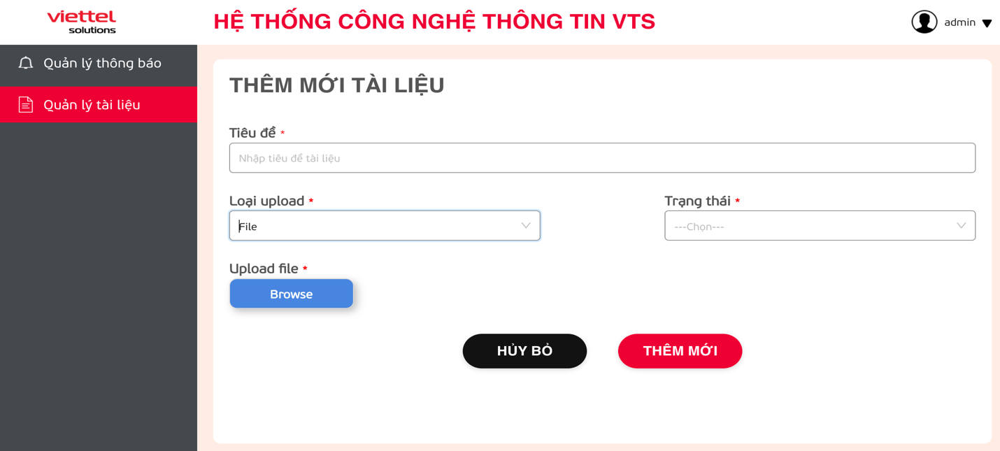 viettel
solutions
HỆ THỐNG CÔNG NGHỆ THÔNG TIN VTS
admin
Quản lý thông báo
Quản lý tài liệu
THÊM MỚI TÀI LIỆU
Tiêu đề *
Nhập tiêu đề tài liệu
Loại upload *
Trạng thái *
File
---Chọn---
Upload file *
Browse
HỦY BỎ
THÊM MỚI